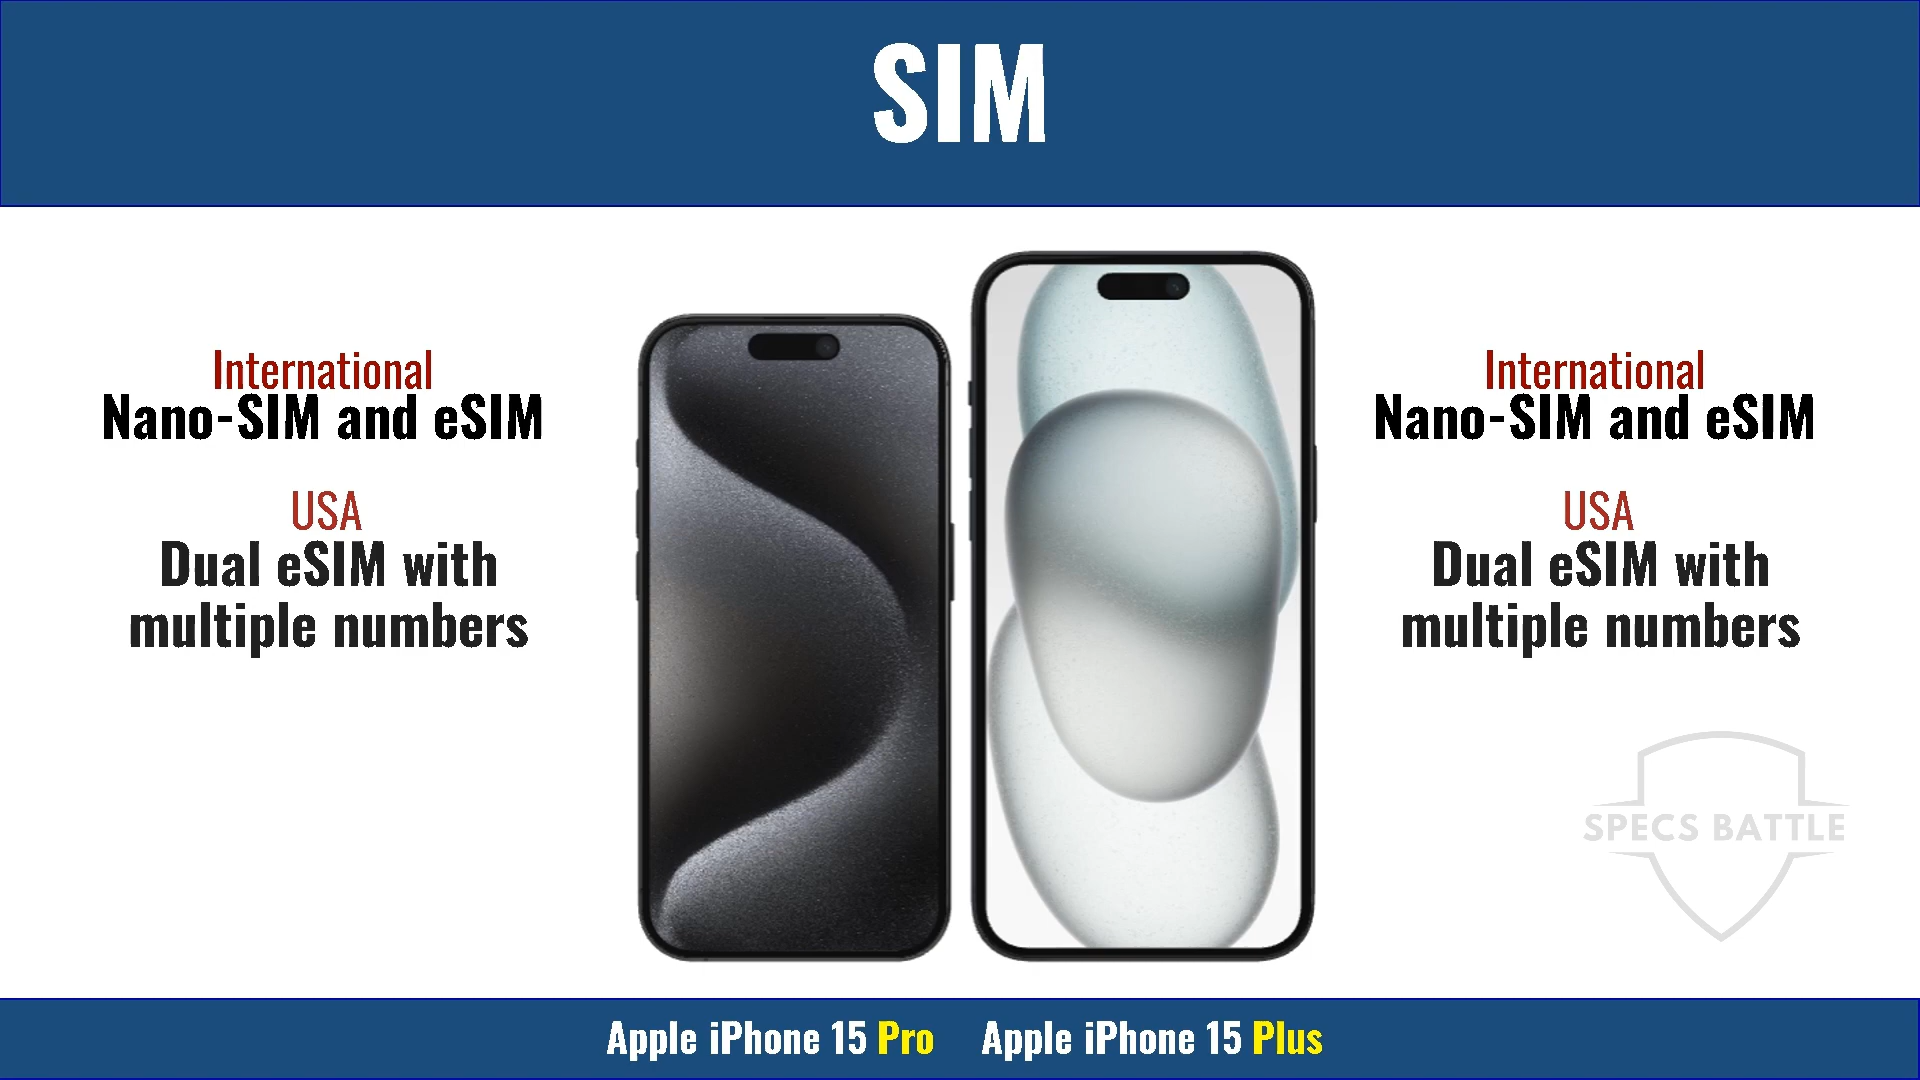 SIM
International
Nano-SIM and eSIM
USA
Dual eSIM with
multiple numbers
International
Nano-SIM and eSIM
USA
Dual eSIM with
multiple numbers
SPECS BATTLE
Apple iPhone 15 Pro
Apple iPhone 15 Plus